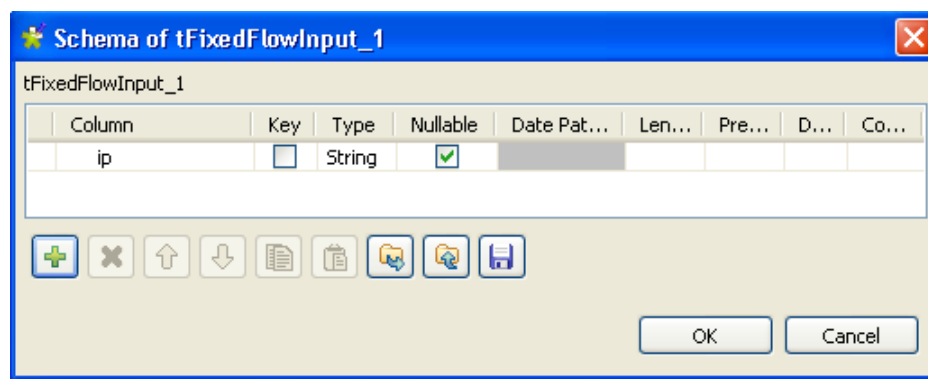 Schema of tFixedFlowInput_1
tFixedFlowInput_1
Column Key Type Nullable Date Pat... Len... Pre... D... Co...
ip String
OK Cancel